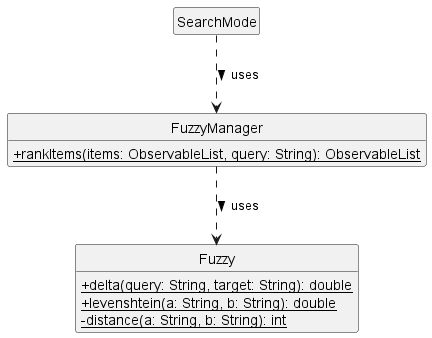 SearchMode
uses
FuzzyManager
+rankItems(items: ObservableList, query: String): ObservableList
uses
Fuzzy
+delta(query: String, target: String): double
+levenshtein(a: String, b: String): double
-distance(a: String, b: String): int